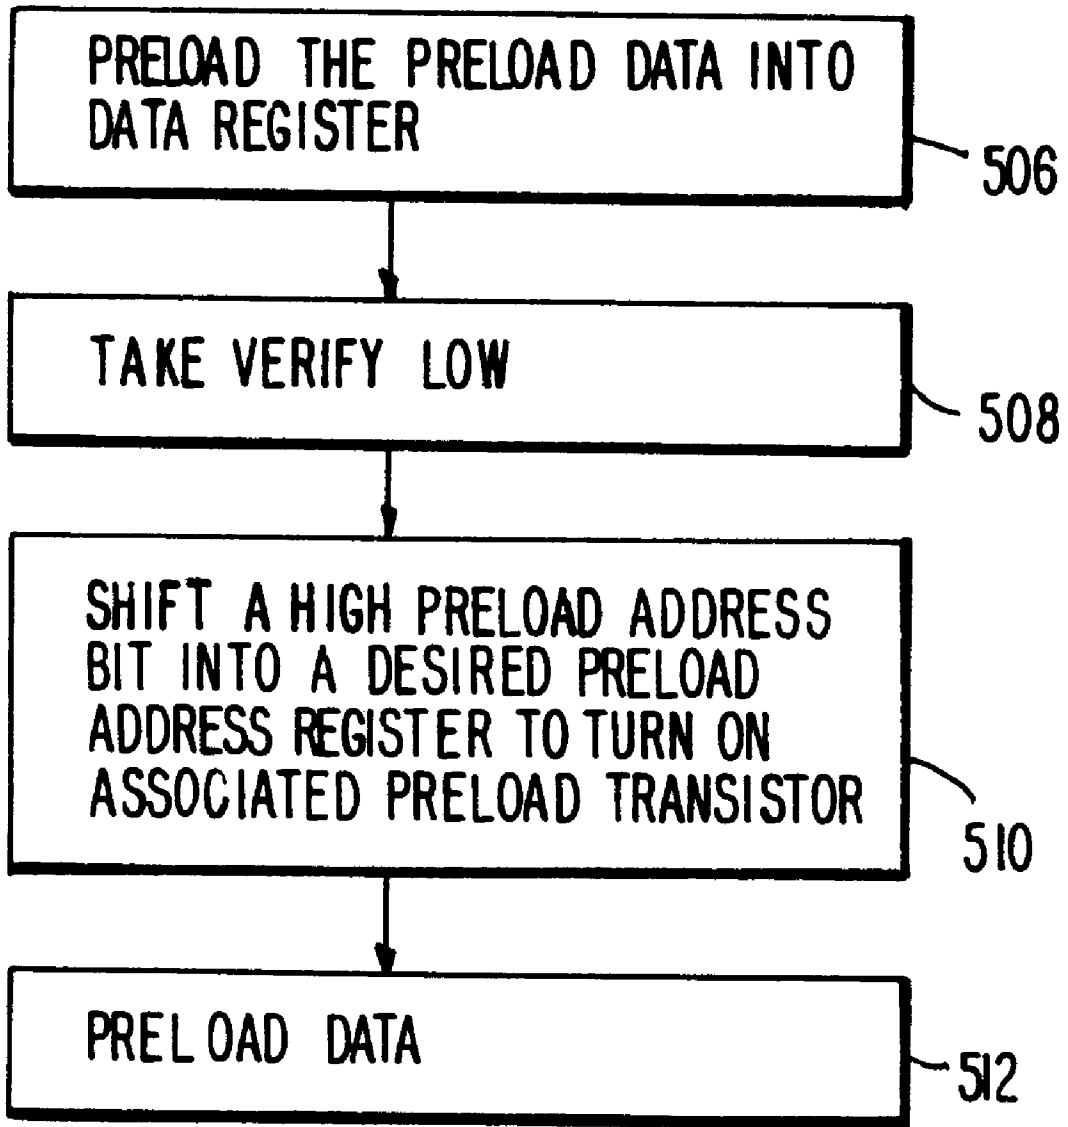 PRELOAD THE PRELOAD DATA INTO
DATA REGISTER
506
TAKE VERIFY LOW
508
SHIFT A HIGH PRELOAD ADDRESS
BIT INTO A DESIRED PRELOAD
ADDRESS REGISTER TO TURN ON
ASSOCIATED PRELOAD TRANSISTOR
510
PRELOAD DATA
512